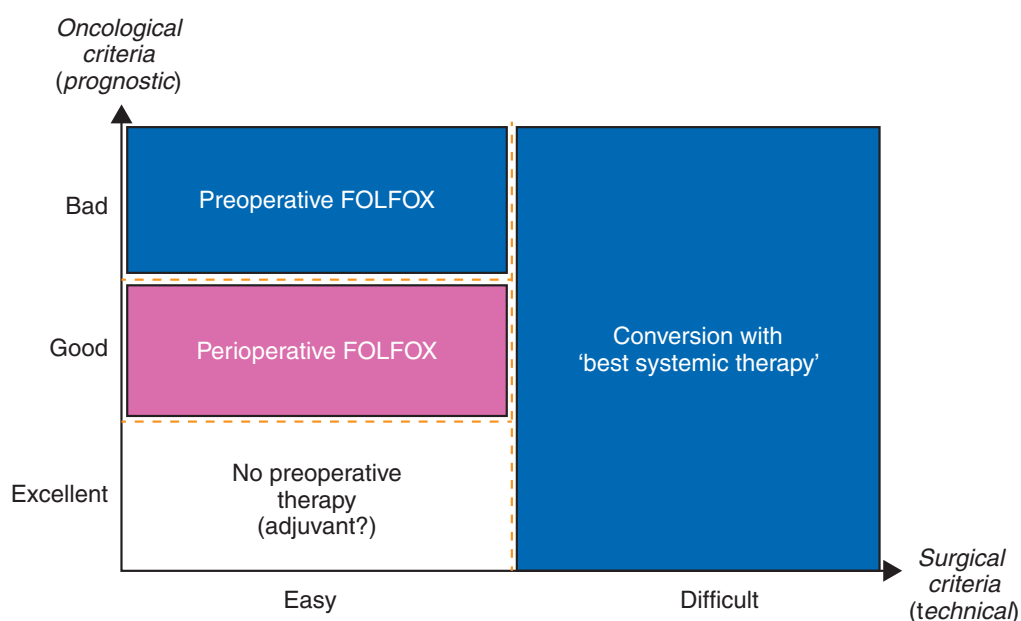 Oncological
criteria
(prognostic)
Bad
Preoperative FOLFOX
Good
Perioperative FOLFOX
Conversion with
‘best systemic therapy’
Excellent
No preoperative
therapy
(adjuvant?)
Easy
Difficult
Surgical
criteria
(technical)